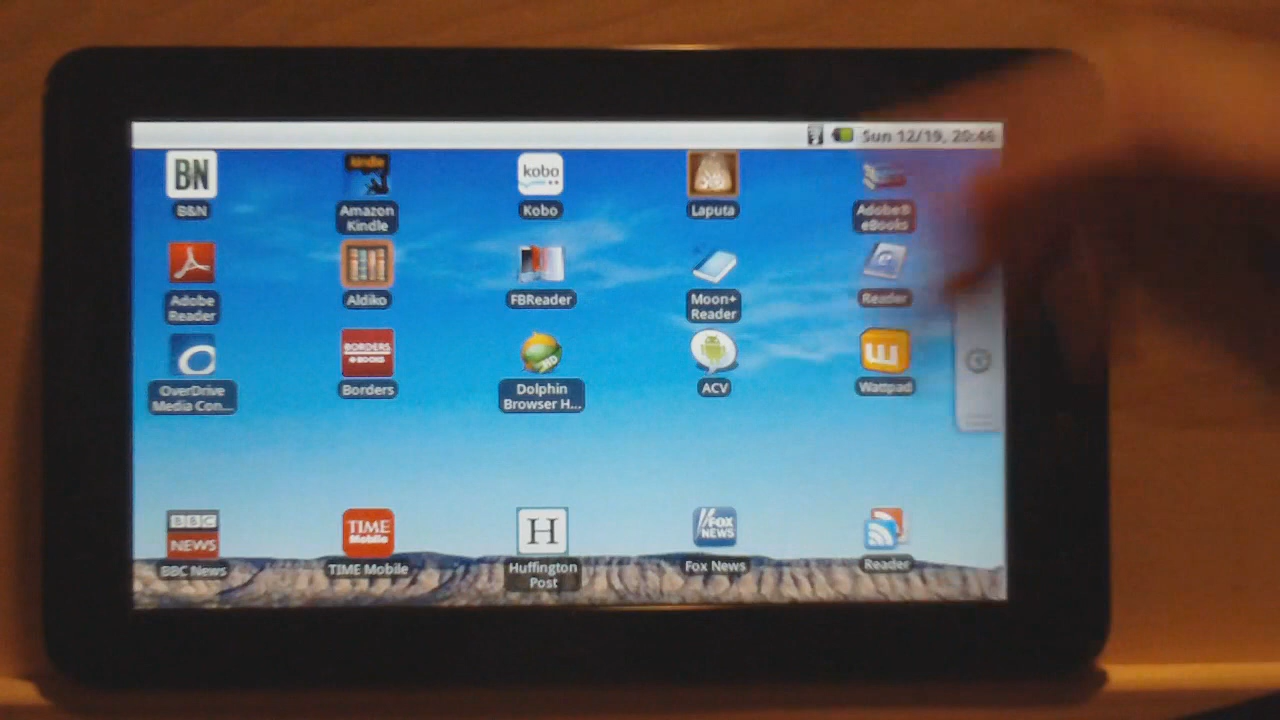 Sun 12/19, 20:46
BN
kindle
kobo
B&N
Amazon
Kindle
Kobo
Laputa
Adobe®
eBooks
Adobe
Reader
Aldiko
FBReader
Moon+
Reader
Reader
BORDERS
BOOKS
HD
W
OverDrive
Media Con...
Borders
Dolphin
Browser H...
ACV
Wattpad
BBC
NEWS
TIME
Mobile
H
FOX
NEWS
BBC News
TIME Mobile
Huffington
Post
Fox News
Reader